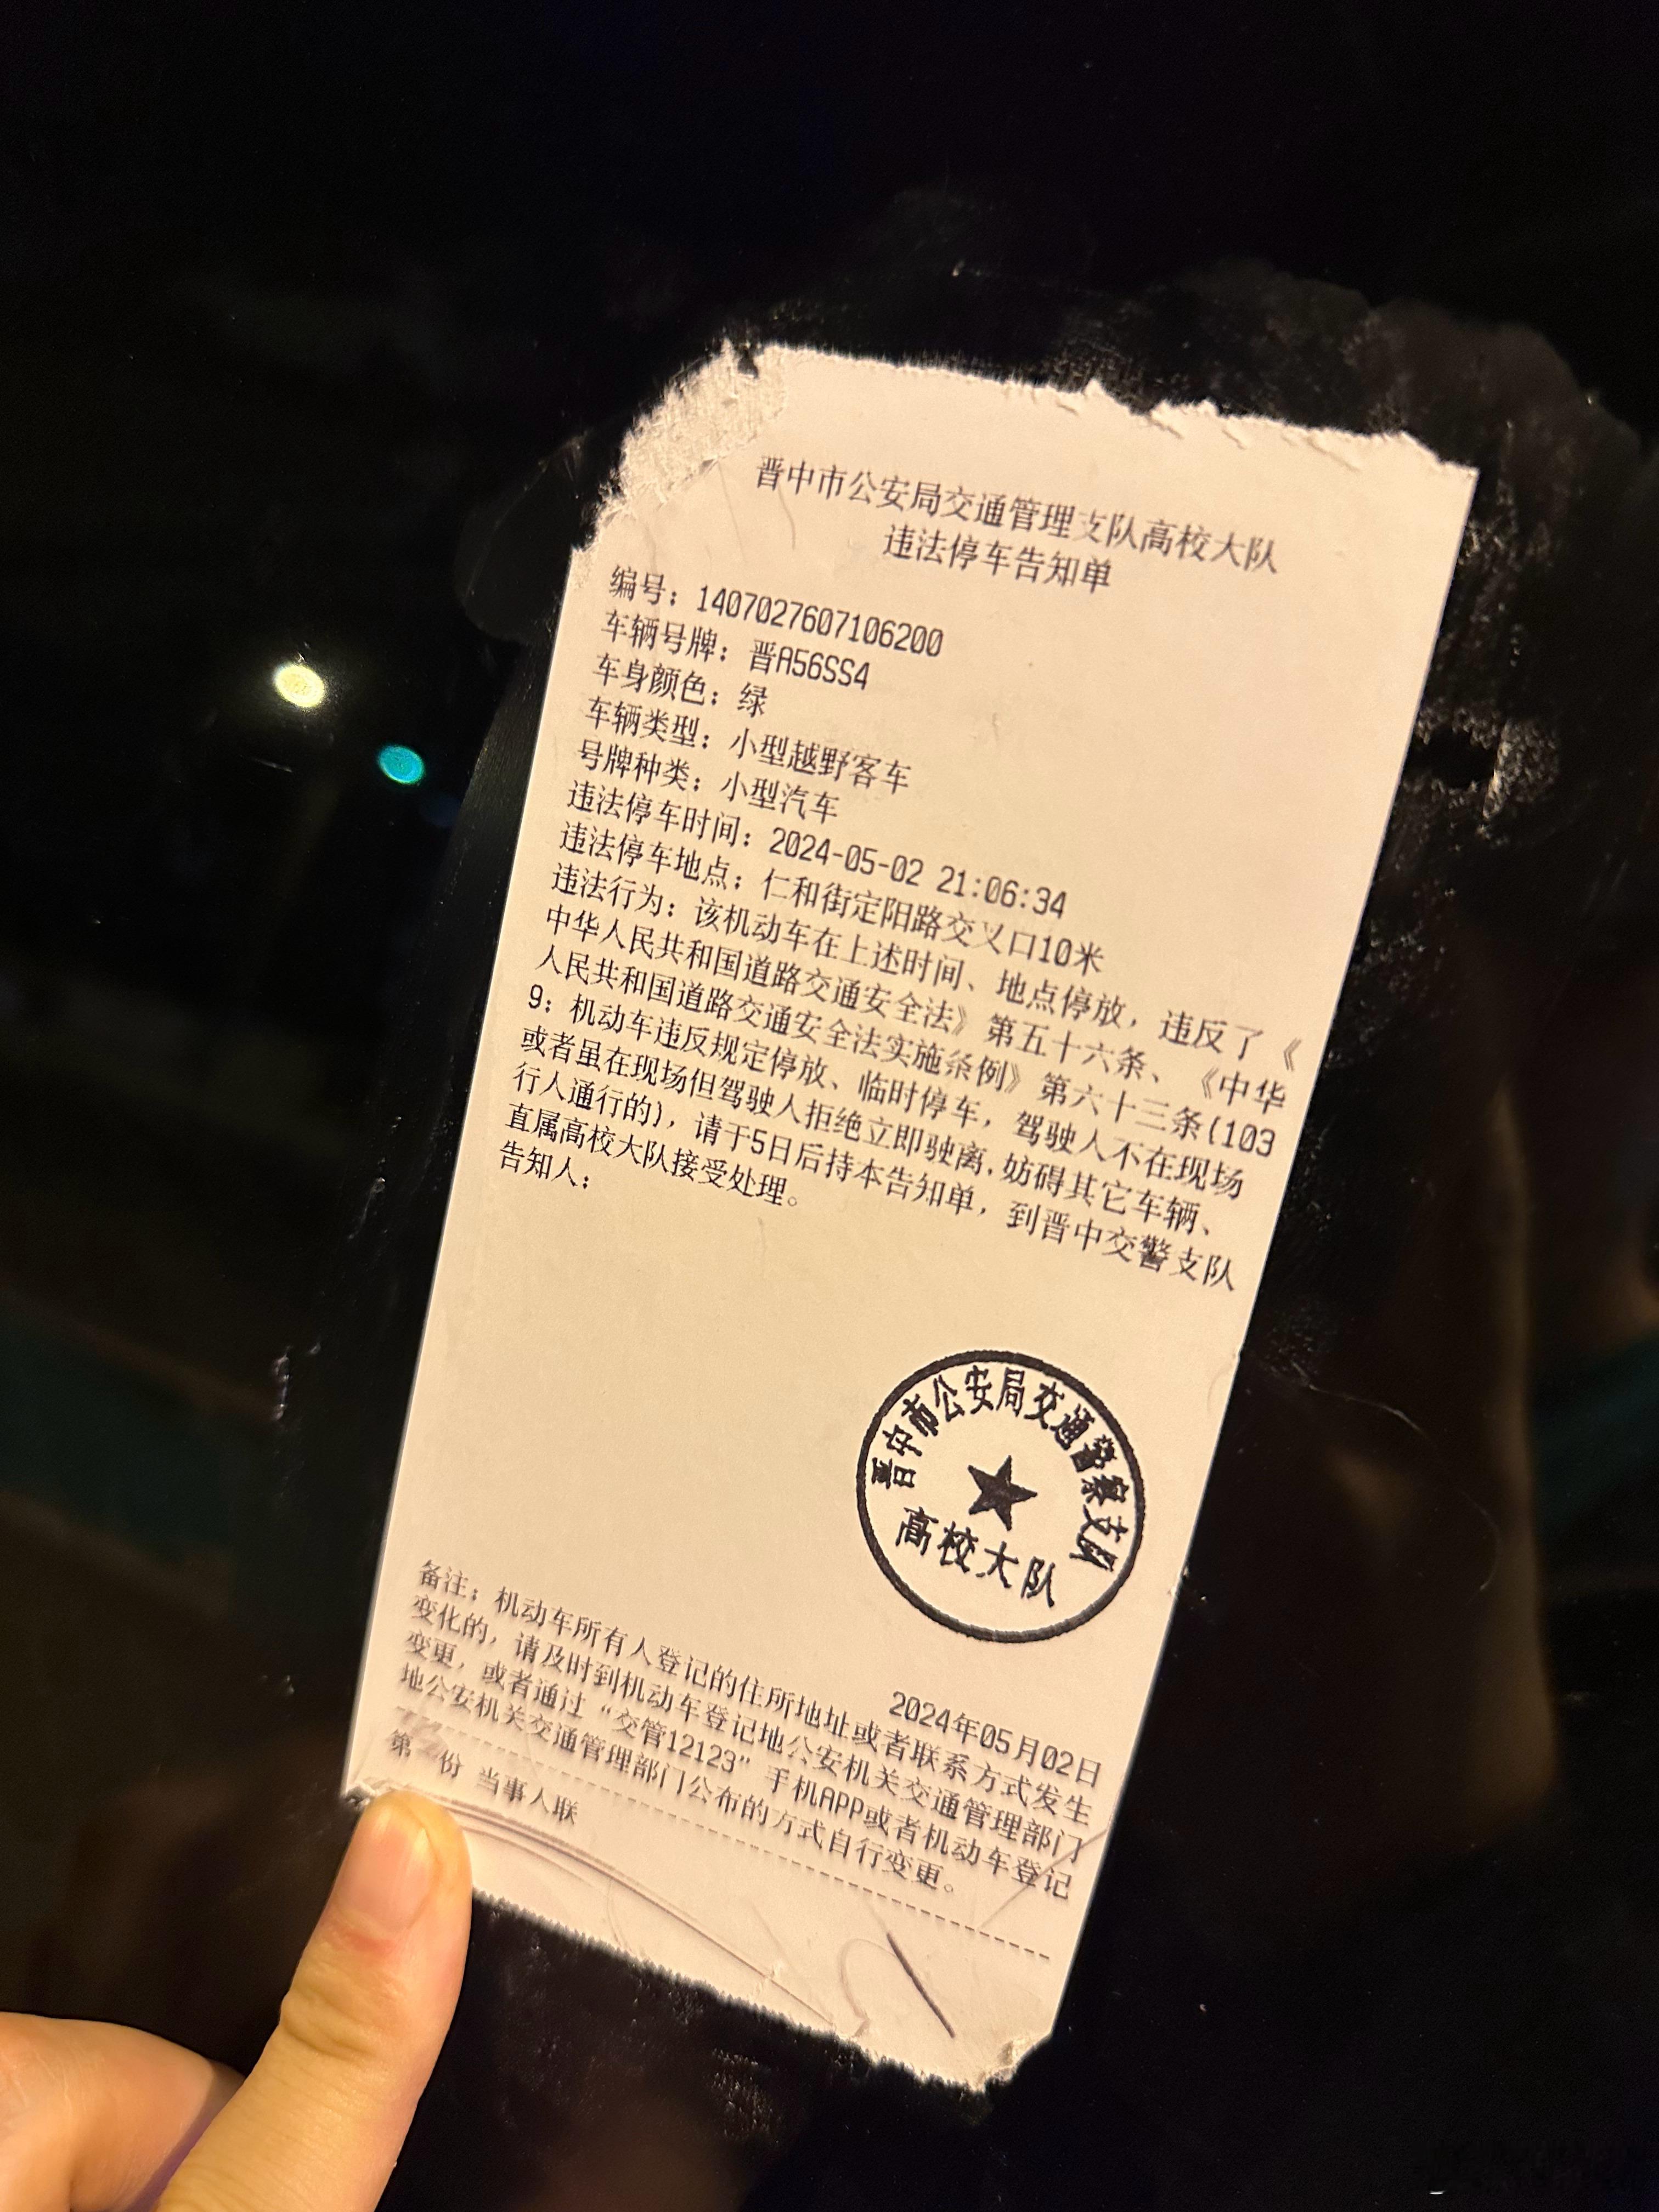 晋中市公安局交通管理支队高校大队
违法停车告知单
编号：1407027607106200
车辆号牌：晋A56SS4
车身颜色：绿
车辆类型：小型越野客车
号牌种类：小型汽车
违法停车时间：2024-05-02 21:06:34
违法停车地点：仁和街定阳路交叉口10米
违法行为：该机动车在上述时间、地点停放，违反了《
中华人民共和国道路交通安全法》第五十六条、《中华
人民共和国道路交通安全法实施条例》第六十三条(103
9：机动车违反规定停放、临时停车，驾驶人不在现场
或者虽在现场但驾驶人拒绝立即驶离,妨碍其它车辆、
行人通行的)，请于5日后持本告知单，到晋中交警支队
直属高校大队接受处理。
告知人：
晋中市公安局交通警察支队
高校大队
2024年05月02日
备注：机动车所有人登记的住所地址或者联系方式发生
变化的，请及时到机动车登记地公安机关交通管理部门
变更，或者通过“交管12123”手机APP或者机动车登记
地公安机关交通管理部门公布的方式自行变更。
第 份 当事人联